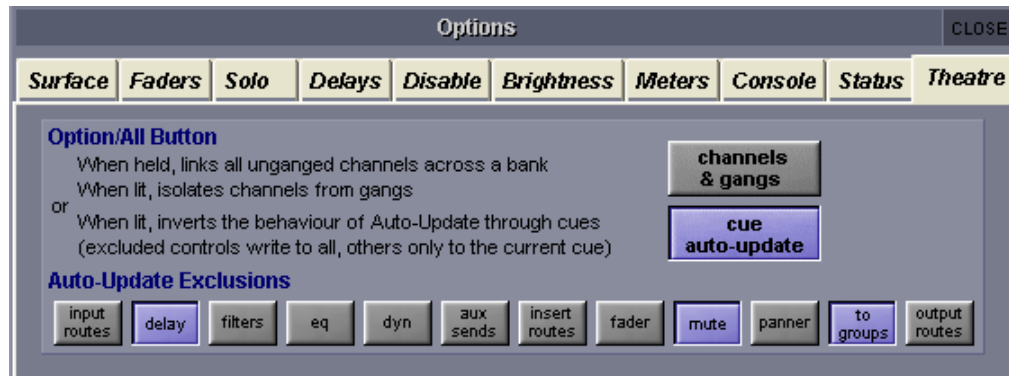 Options
CLOSE
Surface Faders Solo Delays Disable Brightness Meters Console Status Theatre
Option/All Button
When held, links all unganged channels across a bank
When lit, isolates channels from gangs
or
When lit, inverts the behaviour of Auto-Update through cues
(excluded controls write to all, others only to the current cue)
channels
& gangs
cue
auto-update
Auto-Update Exclusions
input
routes
delay
filters
eq
dyn
aux
sends
insert
routes
fader
mute
panner
to
groups
output
routes